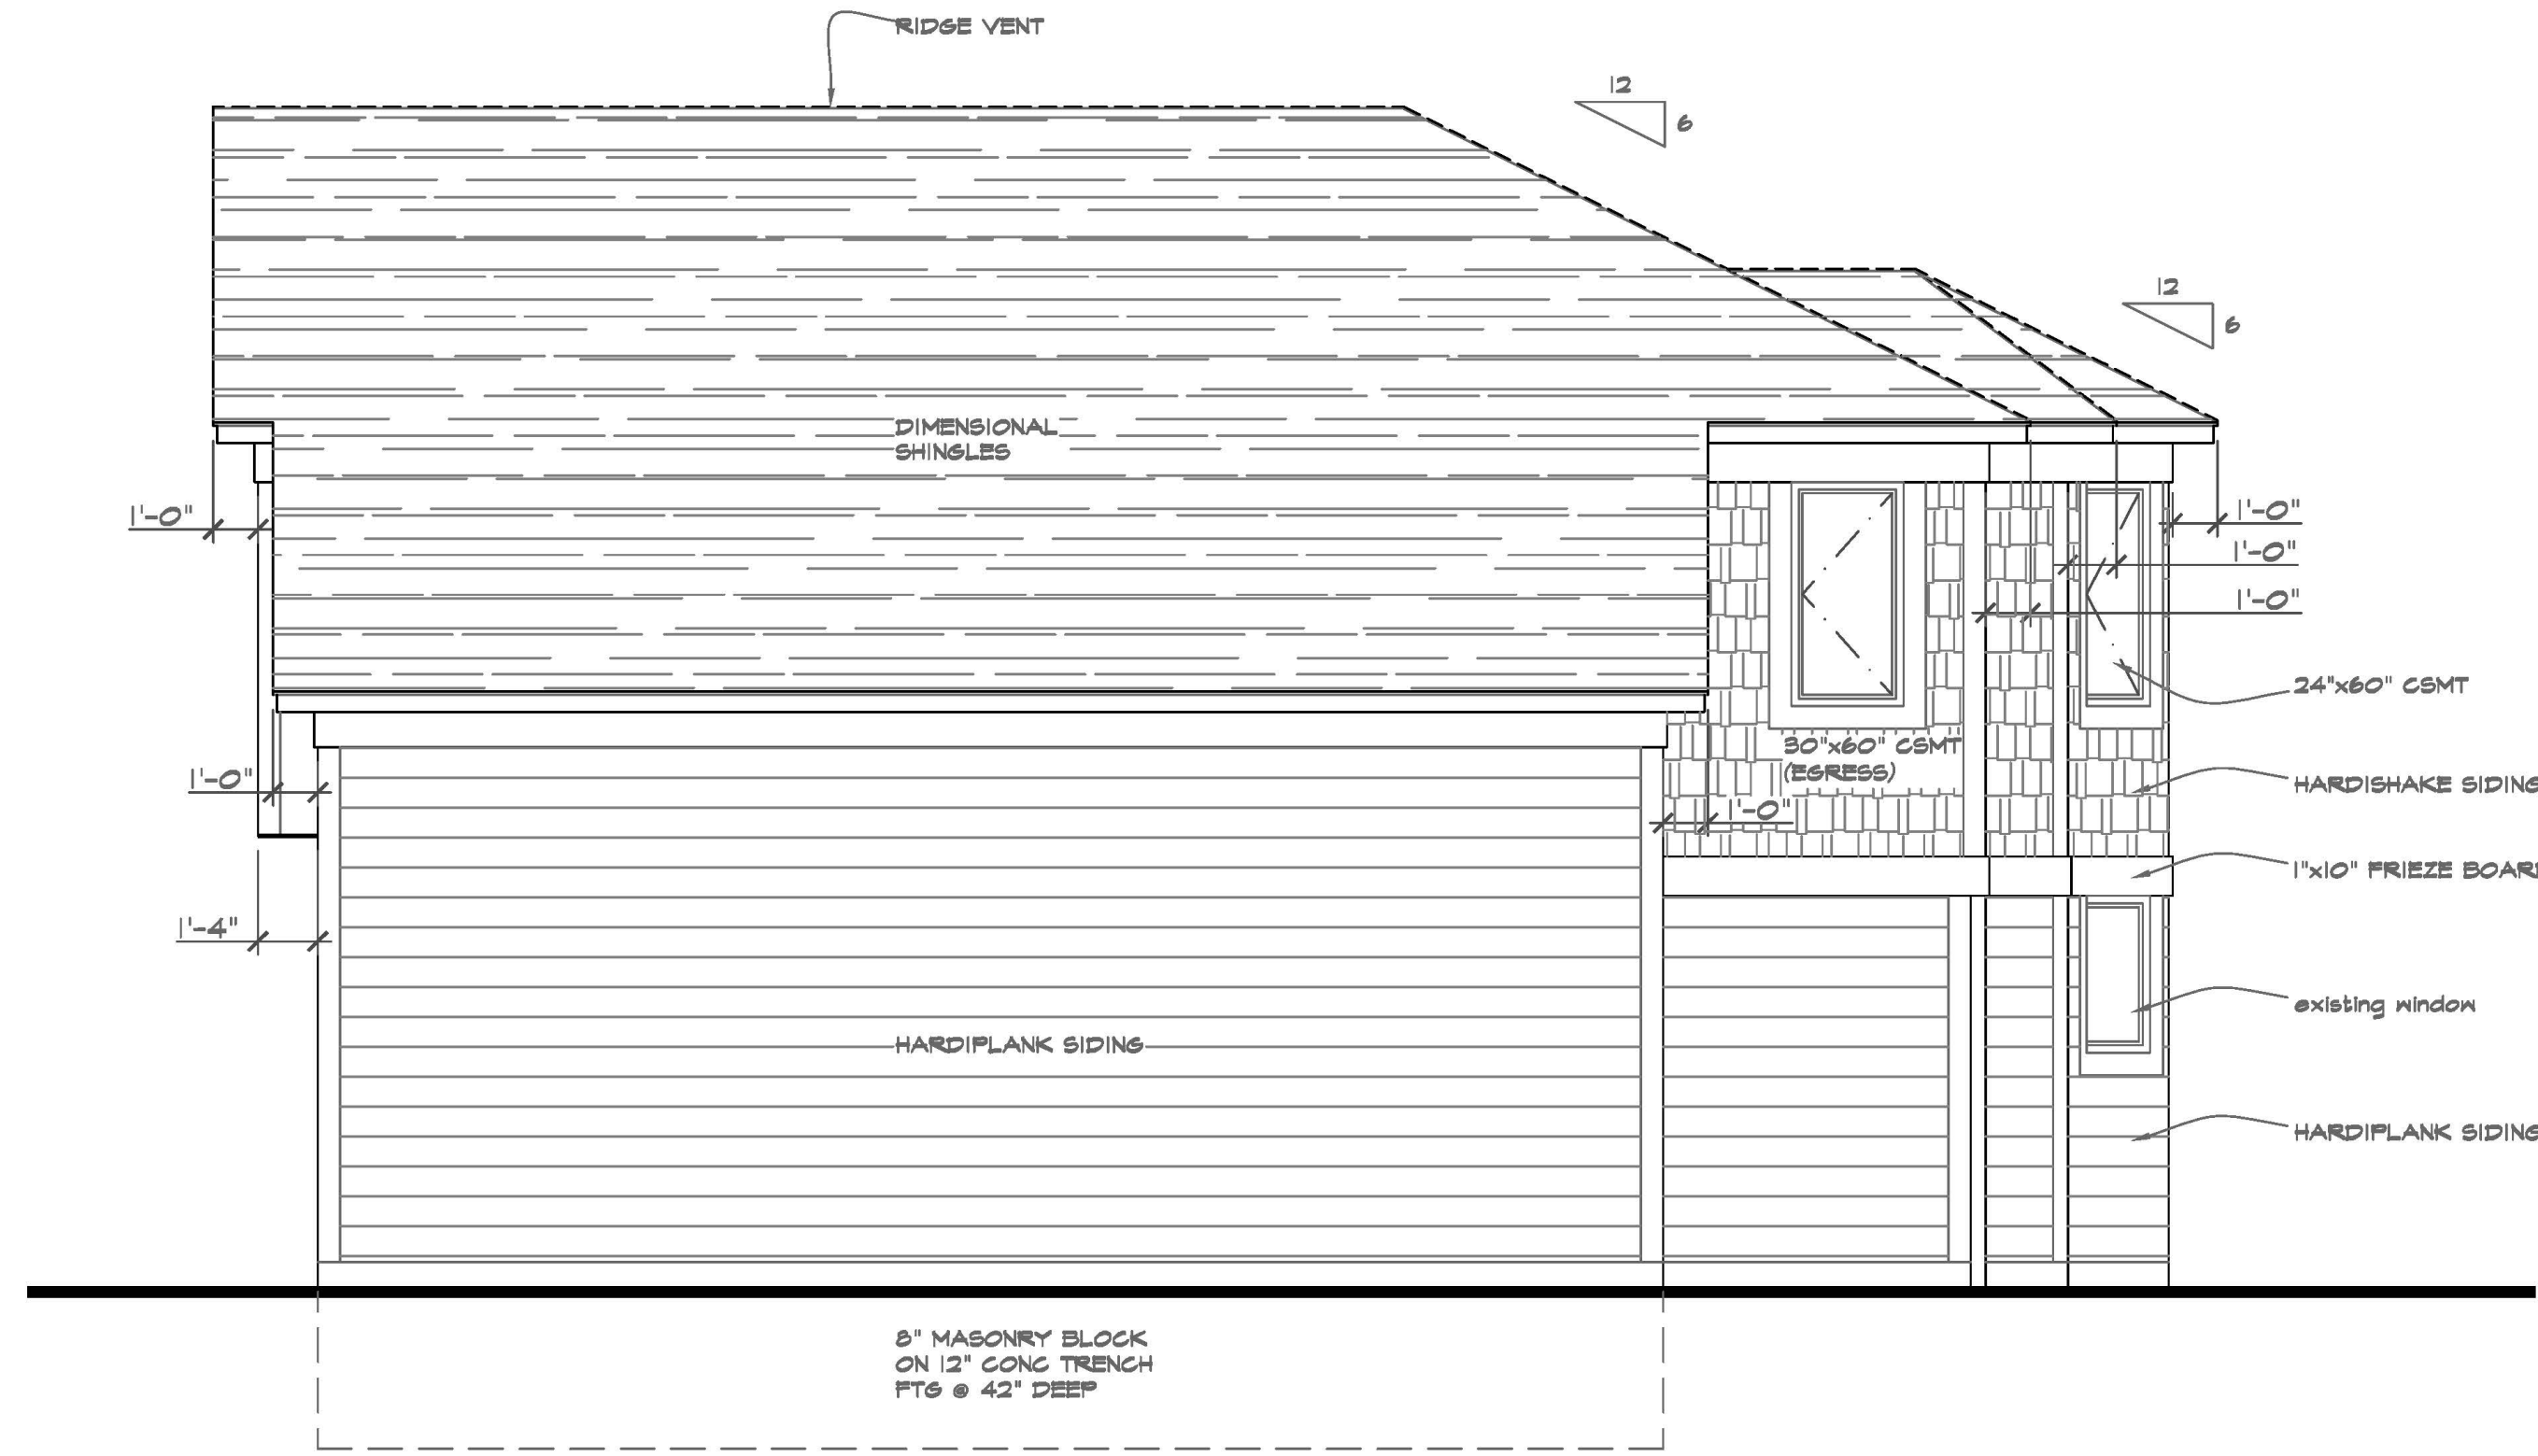 RIDGE VENT
12
6
12
6
DIMENSIONAL
SHINGLES
1'-0"
1'-0"
1'-0"
1'-0"
24"x60" CSMT
30"x60" CSMT
(EGRESS)
1'-0"
HARDISHAKE SIDING
1'-0"
1"x10" FRIEZE BOARD
1'-4"
existing window
HARDIPLANK SIDING
HARDIPLANK SIDING
8" MASONRY BLOCK
ON 12" CONC TRENCH
FTG @ 42" DEEP